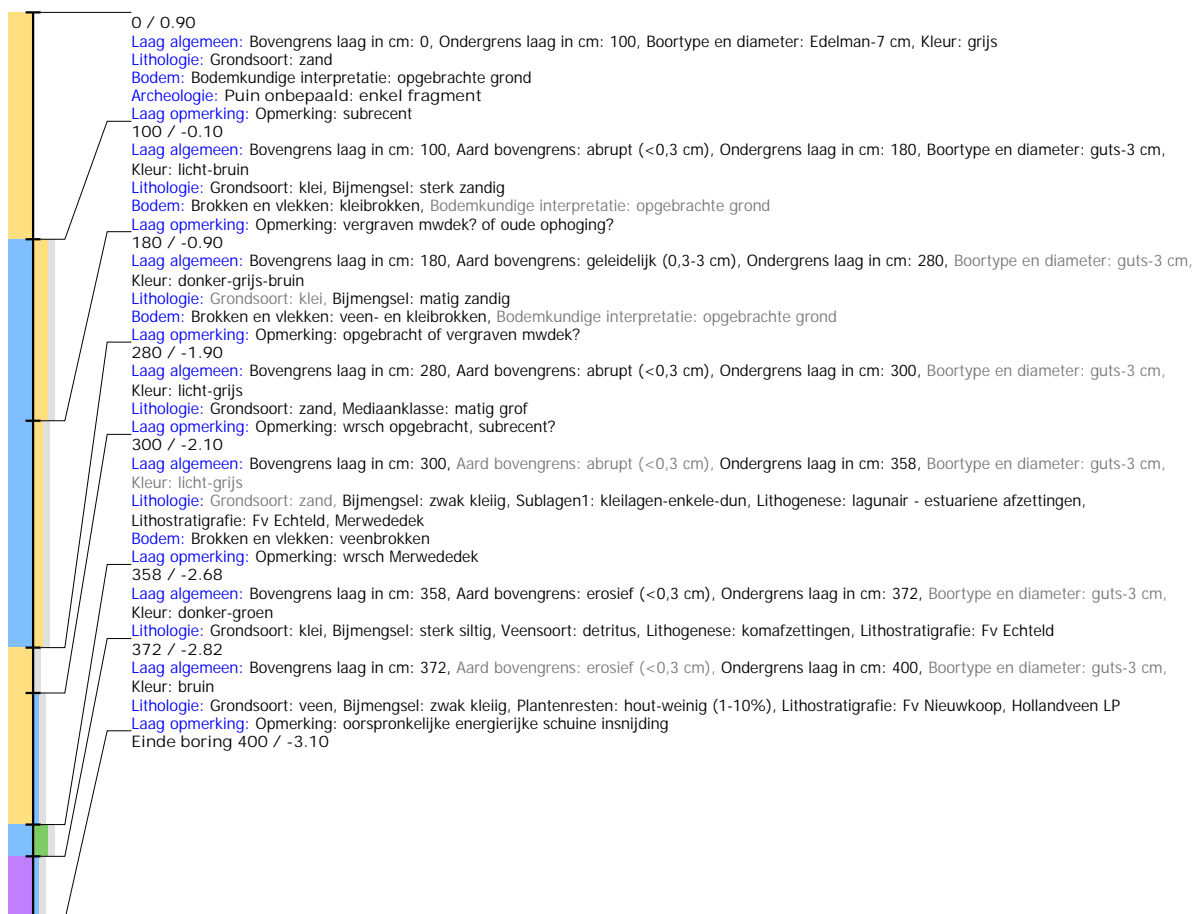 0 / 0.90
Laag algemeen: Bovengrens laag in cm: 0, Ondergrens laag in cm: 100, Boortype en diameter: Edelman-7 cm, Kleur: grijs
Lithologie: Grondsoort: zand
Bodem: Bodemkundige interpretatie: opgebrachte grond
Archeologie: Puin onbepaald: enkel fragment
Laag opmerking: Opmerking: subrecent
100 / -0.10
Laag algemeen: Bovengrens laag in cm: 100, Aard bovengrens: abrupt (<0,3 cm), Ondergrens laag in cm: 180, Boortype en diameter: guts-3 cm,
Kleur: licht-bruin
Lithologie: Grondsoort: klei, Bijmengsel: sterk zandig
Bodem: Brokken en vlekken: kleibrokken, Bodemkundige interpretatie: opgebrachte grond
Laag opmerking: Opmerking: vergraven mwdek? of oude ophoging?
180 / -0.90
Laag algemeen: Bovengrens laag in cm: 180, Aard bovengrens: geleidelijk (0,3-3 cm), Ondergrens laag in cm: 280, Boortype en diameter: guts-3 cm,
Kleur: donker-grijs-bruin
Lithologie: Grondsoort: klei, Bijmengsel: matig zandig
Bodem: Brokken en vlekken: veen- en kleibrokken, Bodemkundige interpretatie: opgebrachte grond
Laag opmerking: Opmerking: opgebracht of vergraven mwdek?
280 / -1.90
Laag algemeen: Bovengrens laag in cm: 280, Aard bovengrens: abrupt (<0,3 cm), Ondergrens laag in cm: 300, Boortype en diameter: guts-3 cm,
Kleur: licht-grijs
Lithologie: Grondsoort: zand, Mediaanklasse: matig grof
Laag opmerking: Opmerking: wrsch opgebracht, subrecent?
300 / -2.10
Laag algemeen: Bovengrens laag in cm: 300, Aard bovengrens: abrupt (<0,3 cm), Ondergrens laag in cm: 358, Boortype en diameter: guts-3 cm,
Kleur: licht-grijs
Lithologie: Grondsoort: zand, Bijmengsel: zwak kleiig, Sublagen1: kleilagen-enkele-dun, Lithogenese: lagunair - estuariene afzettingen,
Lithostratigrafie: Fv Echteld, Merwededek
Bodem: Brokken en vlekken: veenbrokken
Laag opmerking: Opmerking: wrsch Merwededek
358 / -2.68
Laag algemeen: Bovengrens laag in cm: 358, Aard bovengrens: erosief (<0,3 cm), Ondergrens laag in cm: 372, Boortype en diameter: guts-3 cm,
Kleur: donker-groen
Lithologie: Grondsoort: klei, Bijmengsel: sterk siltig, Veensoort: detritus, Lithogenese: komafzettingen, Lithostratigrafie: Fv Echteld
372 / -2.82
Laag algemeen: Bovengrens laag in cm: 372, Aard bovengrens: erosief (<0,3 cm), Ondergrens laag in cm: 400, Boortype en diameter: guts-3 cm,
Kleur: bruin
Lithologie: Grondsoort: veen, Bijmengsel: zwak kleiig, Plantenresten: hout-weinig (1-10%), Lithostratigrafie: Fv Nieuwkoop, Hollandveen LP
Laag opmerking: Opmerking: oorspronkelijke energierijke schuine insnijding
Einde boring 400 / -3.10